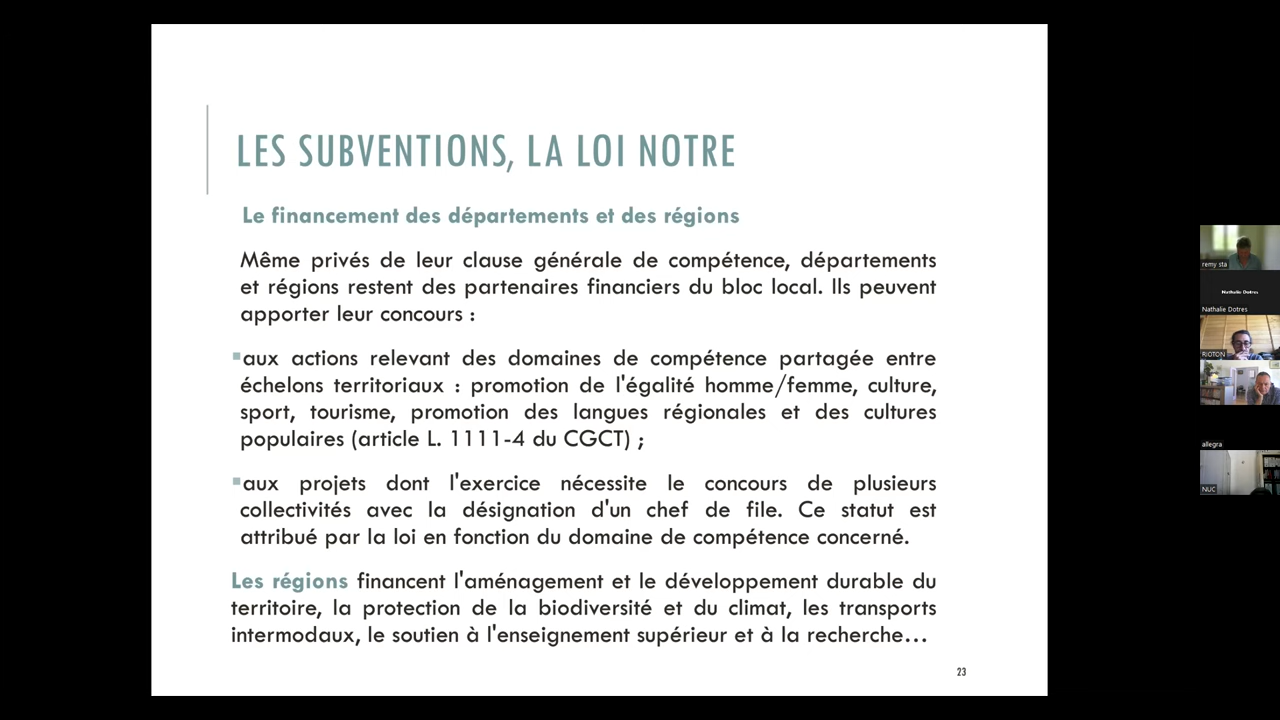 LES SUBVENTIONS, LA LOI NOTRE
Le financement des départements et des régions
Même privés de leur clause générale de compétence, départements
et régions restent des partenaires financiers du bloc local. Ils peuvent
apporter leur concours :
▪aux actions relevant des domaines de compétence partagée entre
échelons territoriaux : promotion de l'égalité homme/femme, culture,
sport, tourisme, promotion des langues régionales et des cultures
populaires (article L. 1111-4 du CGCT) ;
▪aux projets dont l'exercice nécessite le concours de plusieurs
collectivités avec la désignation d'un chef de file. Ce statut est
attribué par la loi en fonction du domaine de compétence concerné.
Les régions financent l'aménagement et le développement durable du
territoire, la protection de la biodiversité et du climat, les transports
intermodaux, le soutien à l'enseignement supérieur et à la recherche...
23
remy sta
Nathalie Dotres
Nathalie Dotres
RIOTON
allegra
NUC